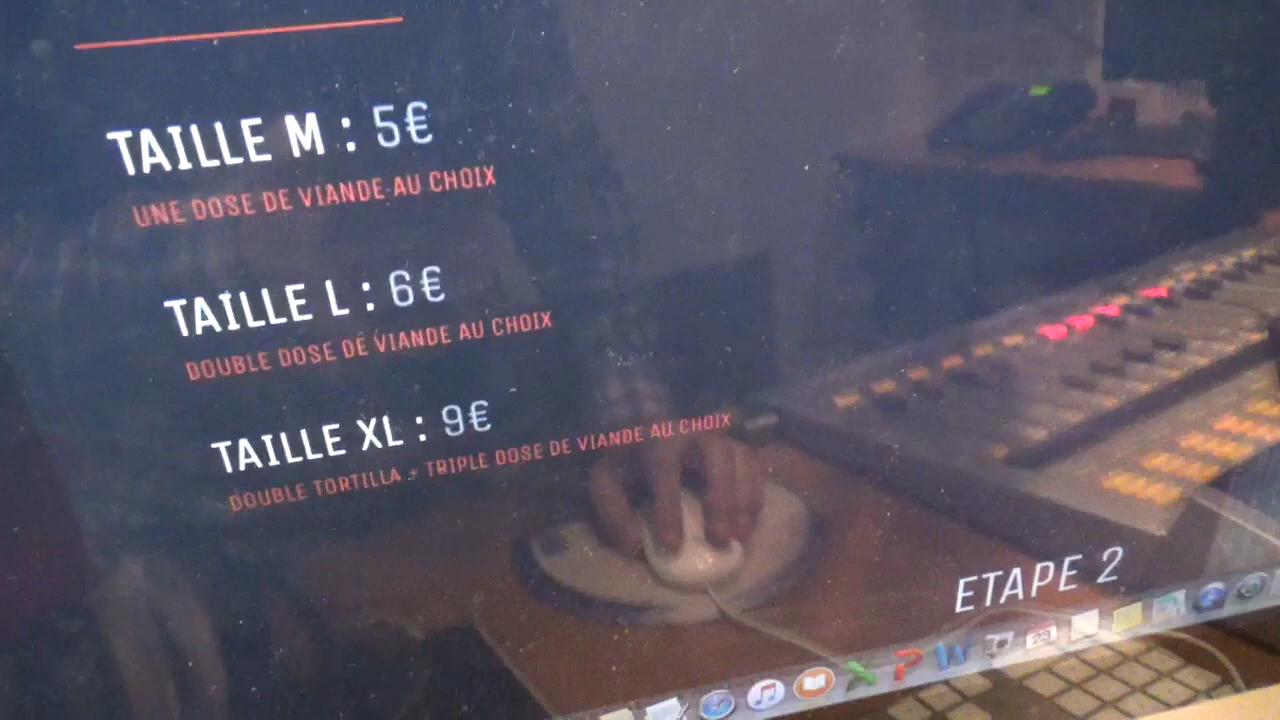 TAILLE M : 5€
UNE DOSE DE VIANDE AU CHOIX
TAILLE L : 6€
DOUBLE DOSE DE VIANDE AU CHOIX
TAILLE XL : 9€
DOUBLE TORTILLA + TRIPLE DOSE DE VIANDE AU CHOIX
ETAPE 2
23